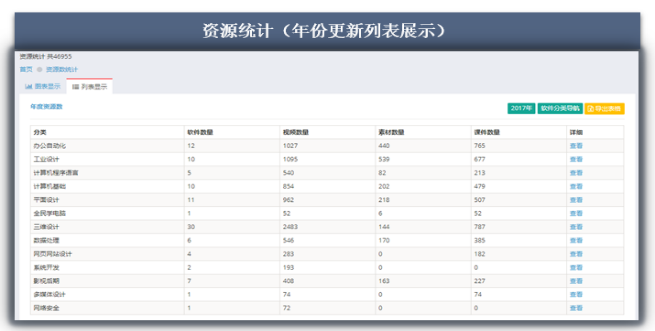 资源统计（年份更新列表展示）
资源统计 共46955
首页 资源数统计
图表显示 列表显示
年度资源数 2017年 软件分类导航 导出表格
分类 软件数量 视频数量 素材数量 课件数量 详细
办公自动化 12 1027 440 765 查看
工业设计 10 1095 539 677 查看
计算机程序语言 5 540 82 213 查看
计算机基础 10 854 202 479 查看
平面设计 11 962 218 507 查看
全民学电脑 1 52 6 52 查看
三维设计 30 2483 144 787 查看
数据处理 6 546 170 385 查看
网页网站设计 4 283 0 182 查看
系统开发 2 193 0 0 查看
影视后期 7 408 163 227 查看
多媒体设计 1 74 0 74 查看
网络安全 1 72 0 0 查看